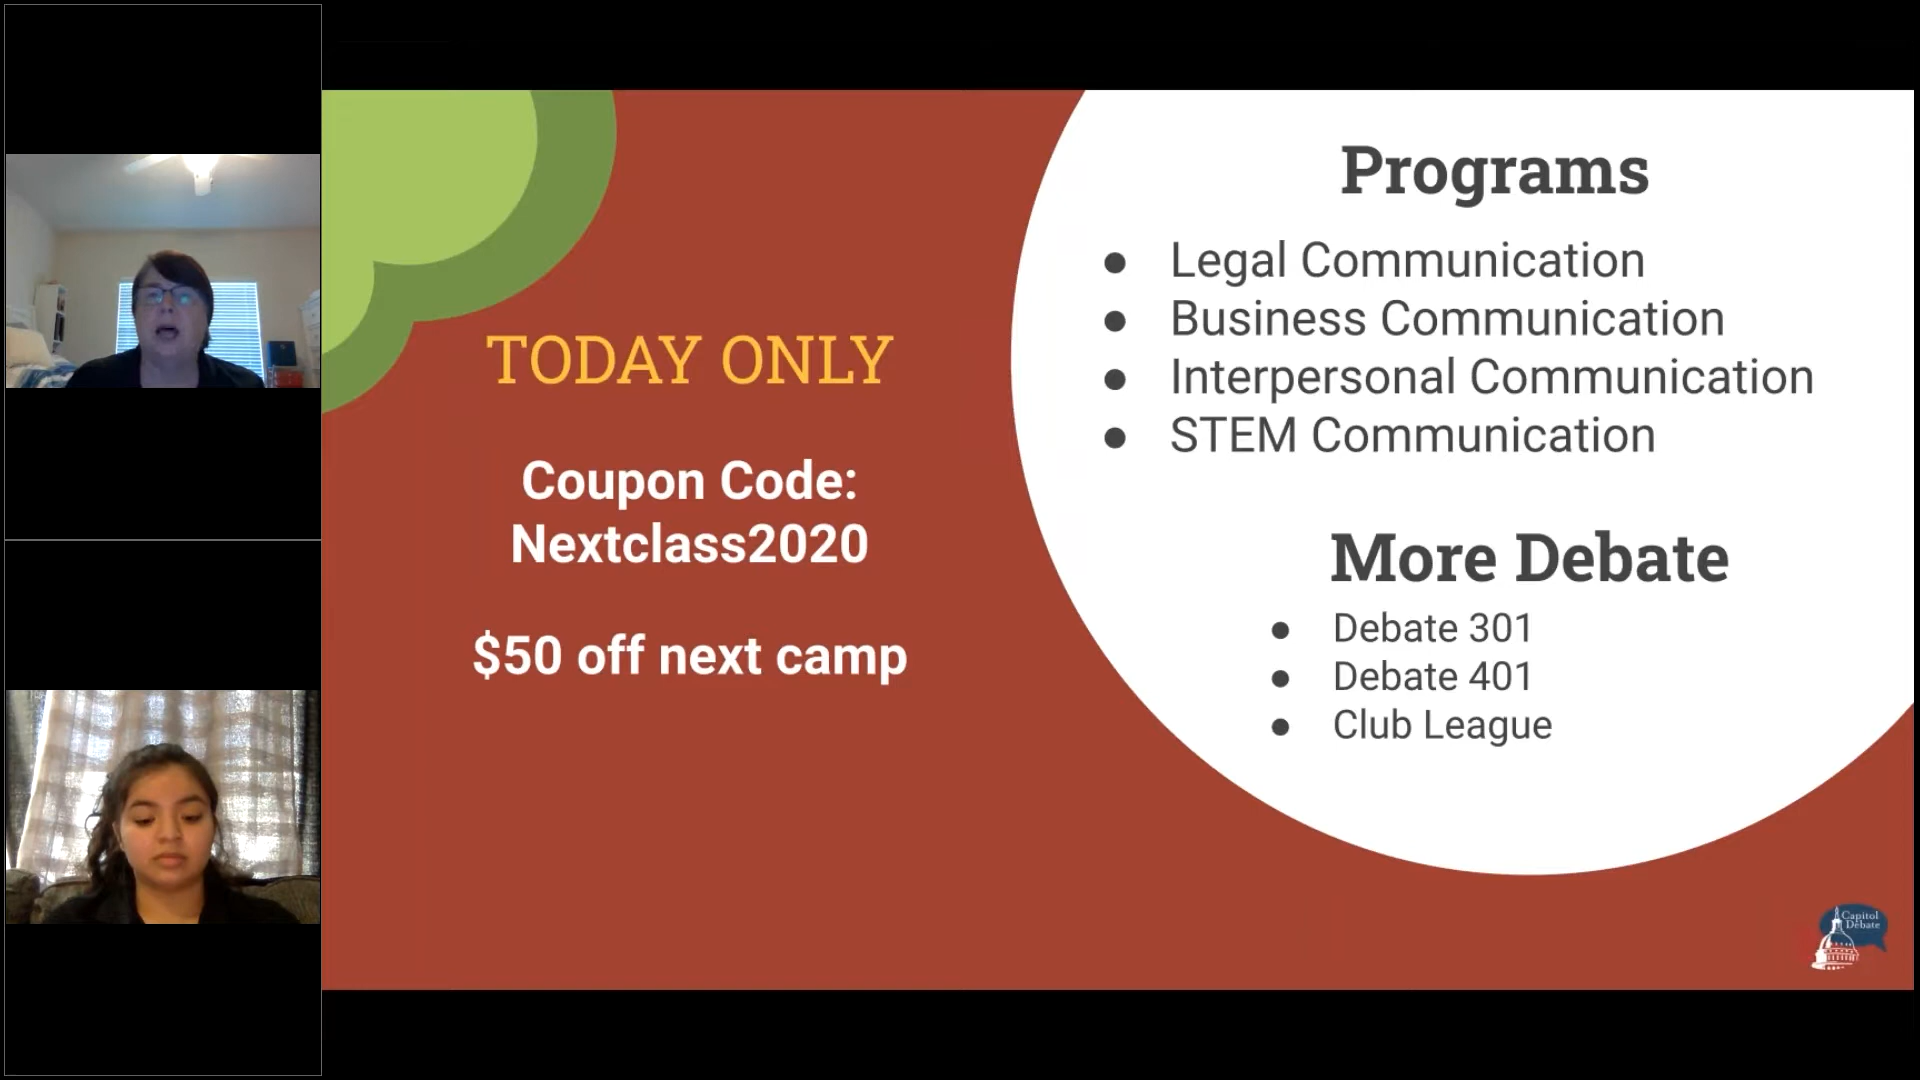 TODAY ONLY
Coupon Code:
Nextclass2020
$50 off next camp
Programs
● Legal Communication
● Business Communication
● Interpersonal Communication
● STEM Communication
More Debate
● Debate 301
● Debate 401
● Club League
Capitol
Debate